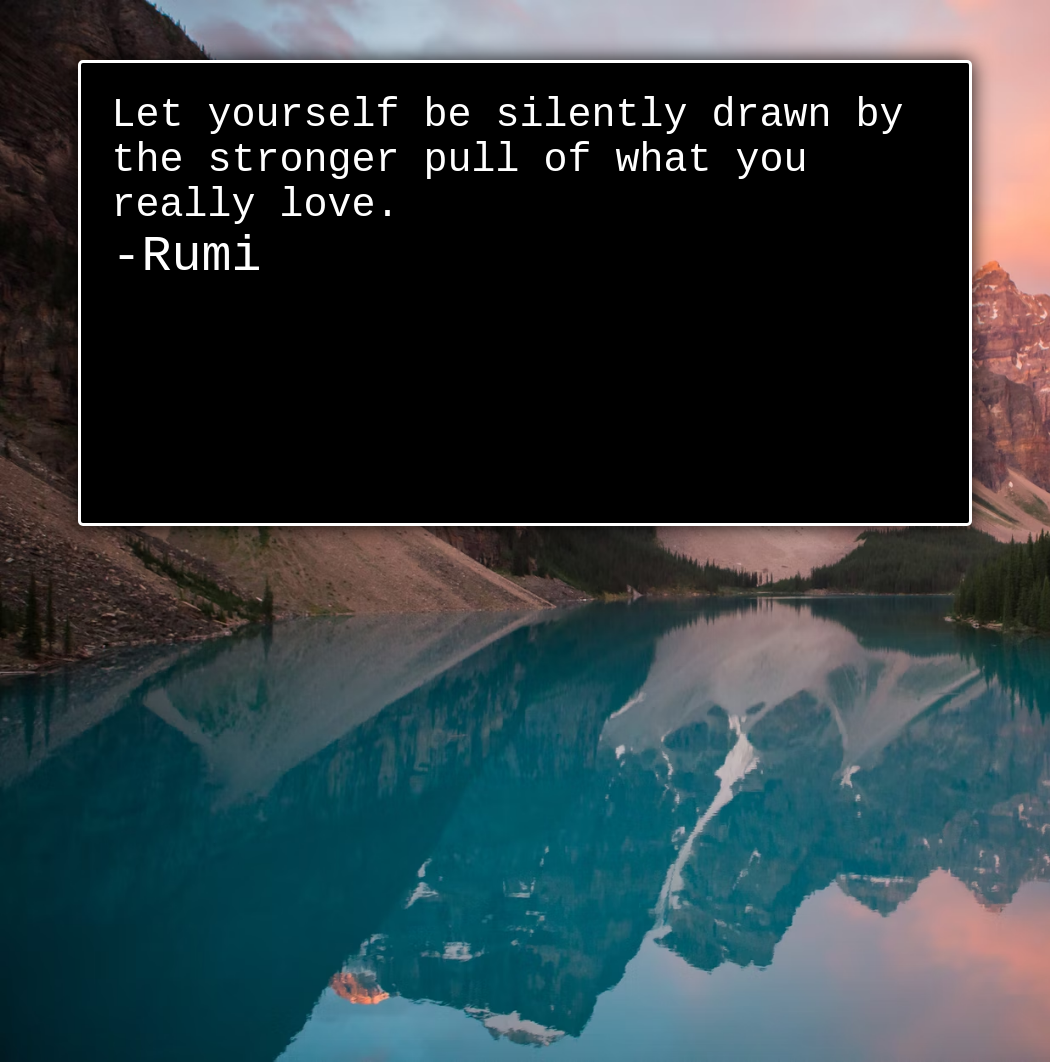 Let yourself be silently drawn by
the stronger pull of what you
really love.
-Rumi